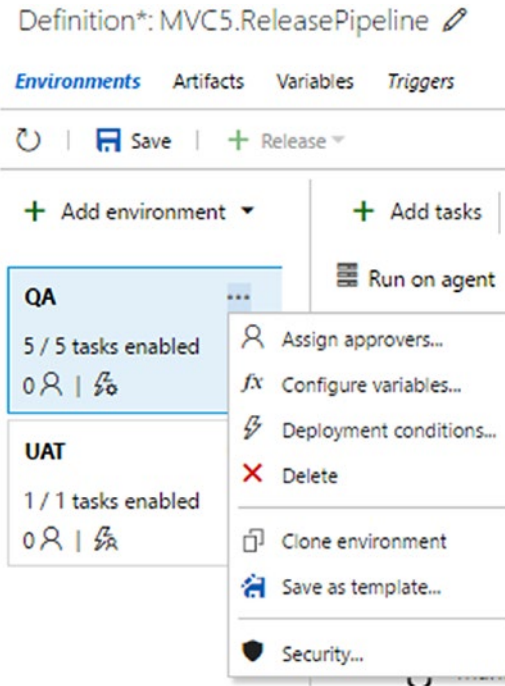 Definition*: MVC5.ReleasePipeline
Environments Artifacts Variables Triggers
Save | + Release
+ Add environment
+ Add tasks
Run on agent
QA
5 / 5 tasks enabled
0 |
UAT
1 / 1 tasks enabled
0 |
Assign approvers...
fx Configure variables...
Deployment conditions...
Delete
Clone environment
Save as template...
Security...